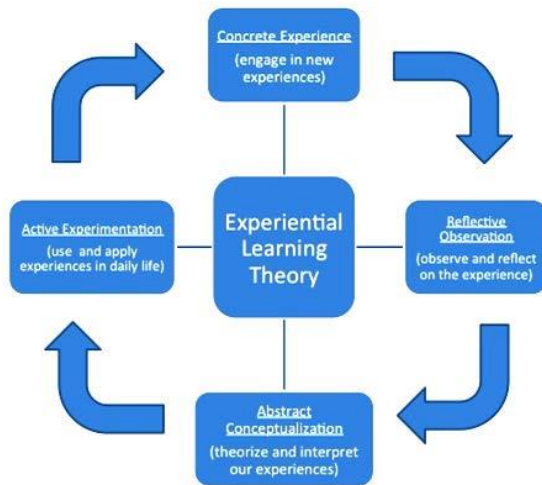 Concrete Experience
(engage in new
experiences)
Active Experimentation
(use and apply
experiences in daily life)
Experiential
Learning
Theory
Reflective
Observation
(observe and reflect
on the experience)
Abstract
Conceptualization
(theorize and interpret
our experiences)